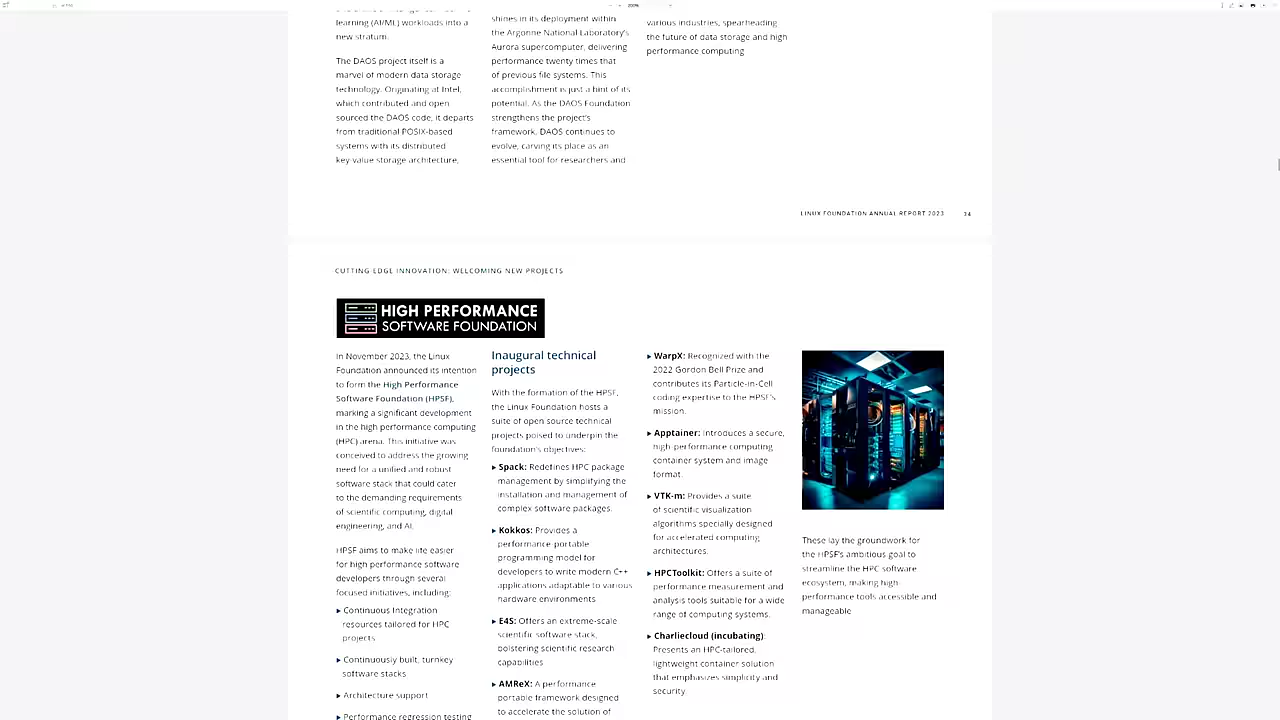 200%
learning (AI/ML) workloads into a
new stratum.
The DAOS project itself is a
marvel of modern data storage
technology. Originating at Intel,
which contributed and open
sourced the DAOS code, it departs
from traditional POSIX-based
systems with its distributed
key-value storage architecture,
shines in its deployment within
the Argonne National Laboratory's
Aurora supercomputer, delivering
performance twenty times that
of previous file systems. This
accomplishment is just a hint of its
potential. As the DAOS Foundation
strengthens the project's
framework, DAOS continues to
evolve, carving its place as an
essential tool for researchers and
various industries, spearheading
the future of data storage and high
performance computing
LINUX FOUNDATION ANNUAL REPORT 2023 34
CUTTING EDGE INNOVATION: WELCOMING NEW PROJECTS
HIGH PERFORMANCE
SOFTWARE FOUNDATION
In November 2023, the Linux
Foundation announced its intention
to form the High Performance
Software Foundation (HPSF),
marking a significant development
in the high performance computing
(HPC) arena. This initiative was
conceived to address the growing
need for a unified and robust
software stack that could cater
to the demanding requirements
of scientific computing, digital
engineering, and AI.
HPSF aims to make life easier
for high performance software
developers through several
focused initiatives, including:
▸ Continuous Integration
resources tailored for HPC
projects
▸ Continuously built, turnkey
software stacks
▸ Architecture support
▸ Performance regression testing
Inaugural technical
projects
With the formation of the HPSF,
the Linux Foundation hosts a
suite of open source technical
projects poised to underpin the
foundation's objectives:
▸ Spack: Redefines HPC package
management by simplifying the
installation and management of
complex software packages.
▸ Kokkos: Provides a
performance-portable
programming model for
developers to write modern C++
applications adaptable to various
hardware environments
▸ E4S: Offers an extreme-scale
scientific software stack,
bolstering scientific research
capabilities
▸ AMReX: A performance
portable framework designed
to accelerate the solution of
▸ WarpX: Recognized with the
2022 Gordon Bell Prize and
contributes its Particle-in-Cell
coding expertise to the HPSF's
mission.
▸ Apptainer: Introduces a secure,
high-performance computing
container system and image
format.
▸ VTK-m: Provides a suite
of scientific visualization
algorithms specially designed
for accelerated computing
architectures.
▸ HPCToolkit: Offers a suite of
performance measurement and
analysis tools suitable for a wide
range of computing systems.
▸ Charliecloud (incubating):
Presents an HPC-tailored,
lightweight container solution
that emphasizes simplicity and
security
These lay the groundwork for
the HPSF's ambitious goal to
streamline the HPC software
ecosystem, making high-
performance tools accessible and
manageable